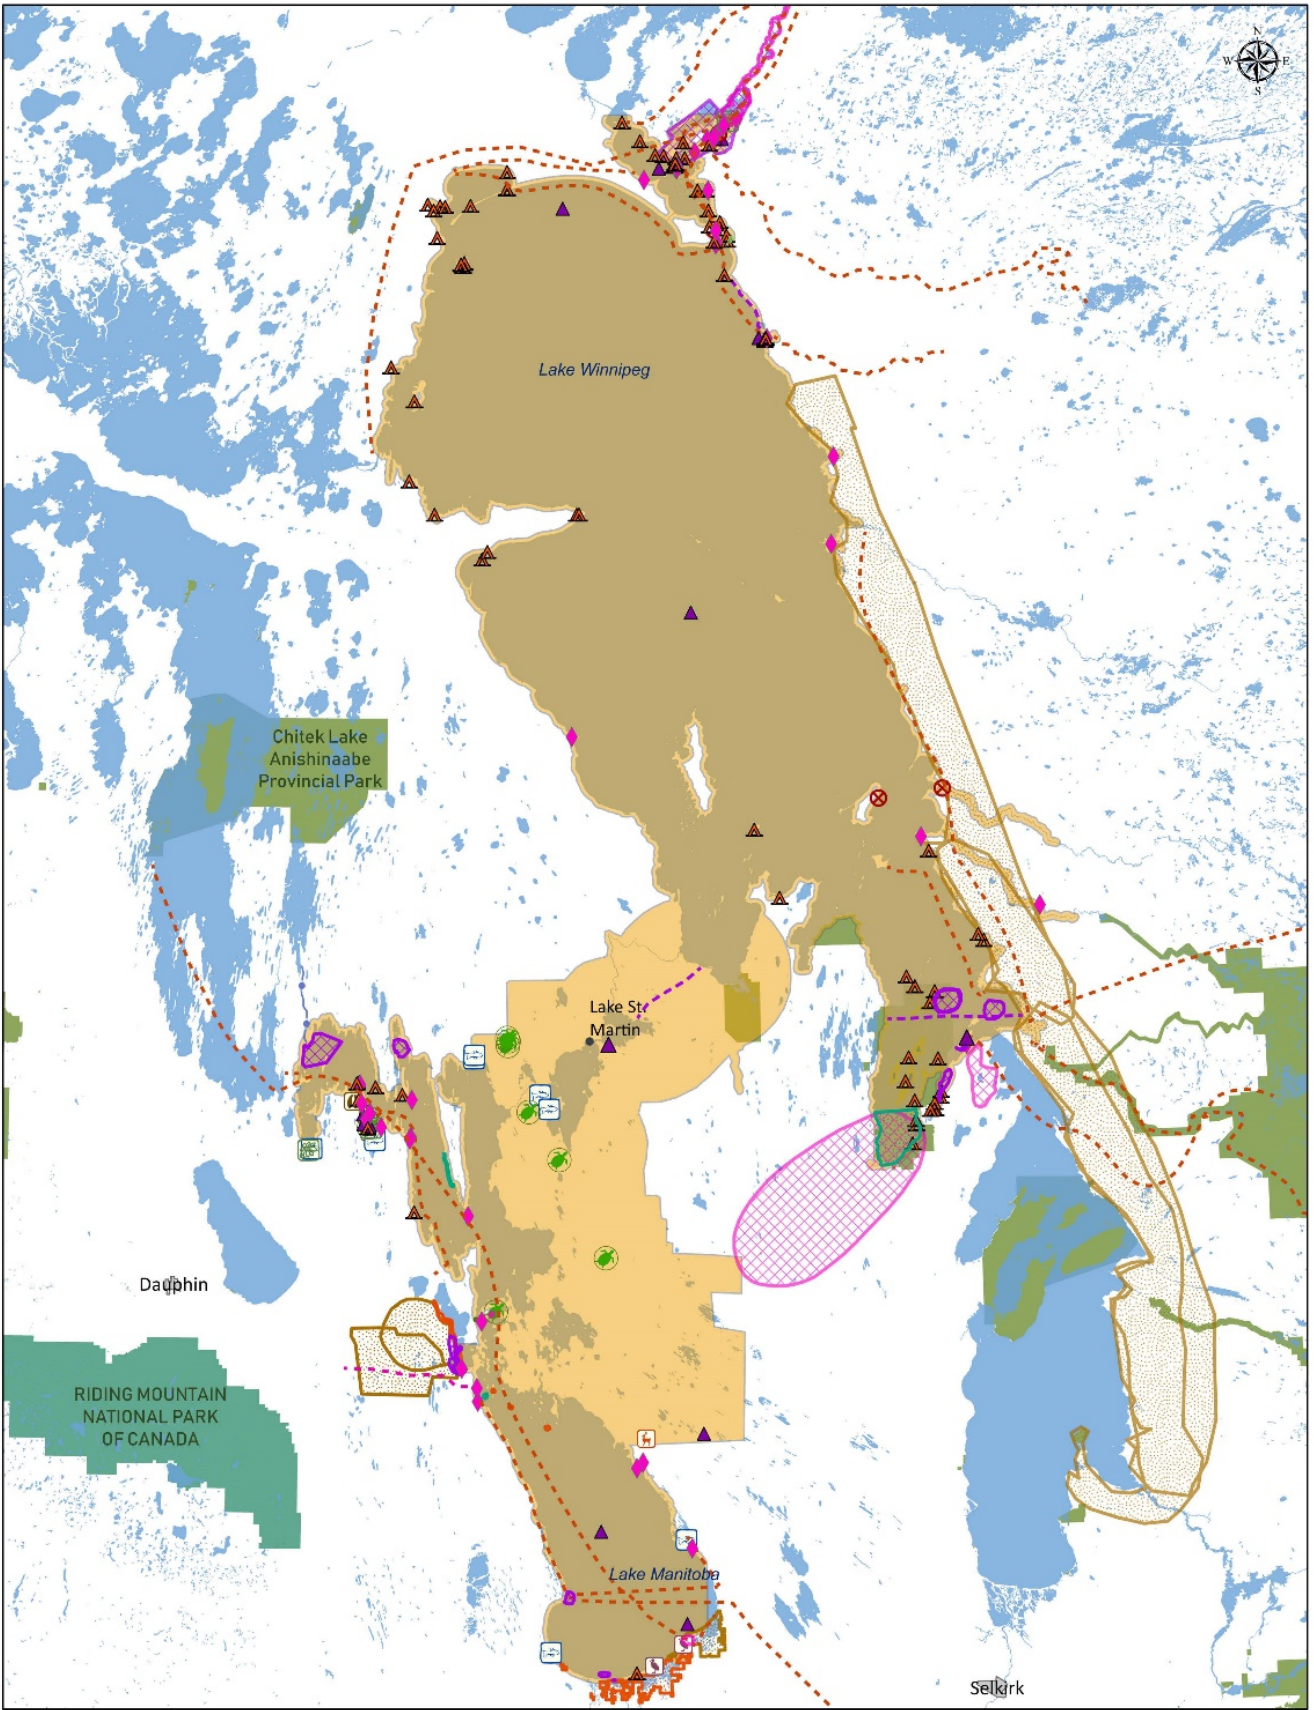 N
W E
S
Lake Winnipeg
Chitek Lake
Anishinaabe
Provincial Park
Lake St.
Martin
Dauphin
RIDING MOUNTAIN
NATIONAL PARK
OF CANADA
Lake Manitoba
Selkirk